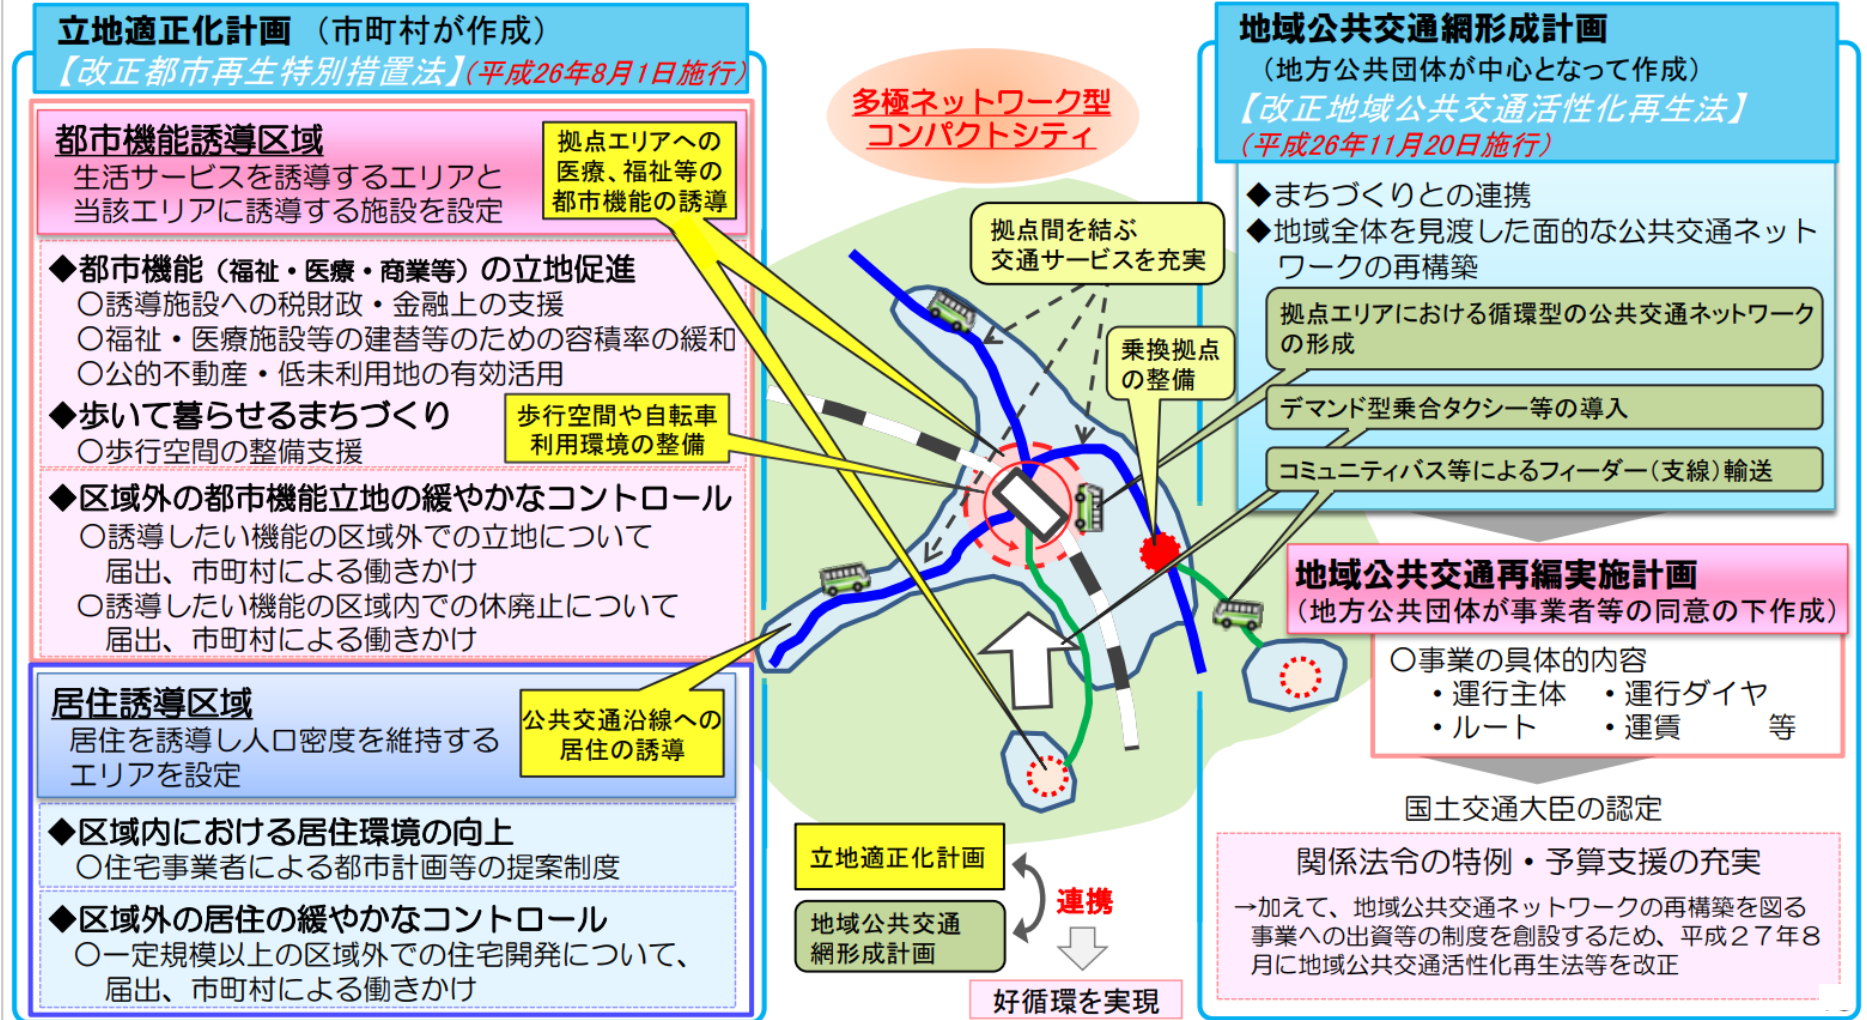 立地適正化計画（市町村が作成）
【改正都市再生特別措置法】（平成26年8月1日施行）
都市機能誘導区域
生活サービスを誘導するエリアと
当該エリアに誘導する施設を設定
拠点エリアへの
医療、福祉等の
都市機能の誘導
◆都市機能（福祉・医療・商業等）の立地促進
〇誘導施設への税財政・金融上の支援
〇福祉・医療施設等の建替等のための容積率の緩和
〇公的不動産・低未利用地の有効活用
◆歩いて暮らせるまちづくり
〇歩行空間の整備支援
歩行空間や自転車
利用環境の整備
◆区域外の都市機能立地の緩やかなコントロール
〇誘導したい機能の区域外での立地について
届出、市町村による働きかけ
〇誘導したい機能の区域内での休廃止について
届出、市町村による働きかけ
居住誘導区域
居住を誘導し人口密度を維持する
エリアを設定
公共交通沿線への
居住の誘導
◆区域内における居住環境の向上
〇住宅事業者による都市計画等の提案制度
◆区域外の居住の緩やかなコントロール
〇一定規模以上の区域外での住宅開発について、
届出、市町村による働きかけ
多極ネットワーク型
コンパクトシティ
拠点間を結ぶ
交通サービスを充実
乗換拠点
の整備
立地適正化計画
連携
地域公共交通
網形成計画
好循環を実現
地域公共交通網形成計画
（地方公共団体が中心となって作成）
【改正地域公共交通活性化再生法】
（平成26年11月20日施行）
◆まちづくりとの連携
◆地域全体を見渡した面的な公共交通ネット
ワークの再構築
拠点エリアにおける循環型の公共交通ネットワーク
の形成
デマンド型乗合タクシー等の導入
コミュニティバス等によるフィーダー（支線）輸送
地域公共交通再編実施計画
（地方公共団体が事業者等の同意の下作成）
〇事業の具体的内容
・運行主体　・運行ダイヤ
・ルート　・運賃　等
国土交通大臣の認定
関係法令の特例・予算支援の充実
→加えて、地域公共交通ネットワークの再構築を図る
事業への出資等の制度を創設するため、平成２７年８
月に地域公共交通活性化再生法等を改正